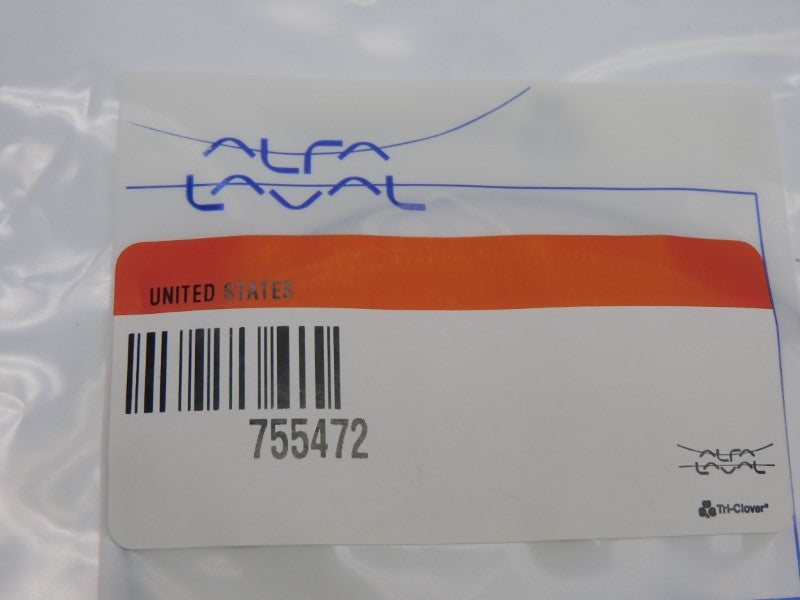 ALFA
LAVAL
UNITED STATES
755472
ALFA
LAVAL
Tri-Clover®